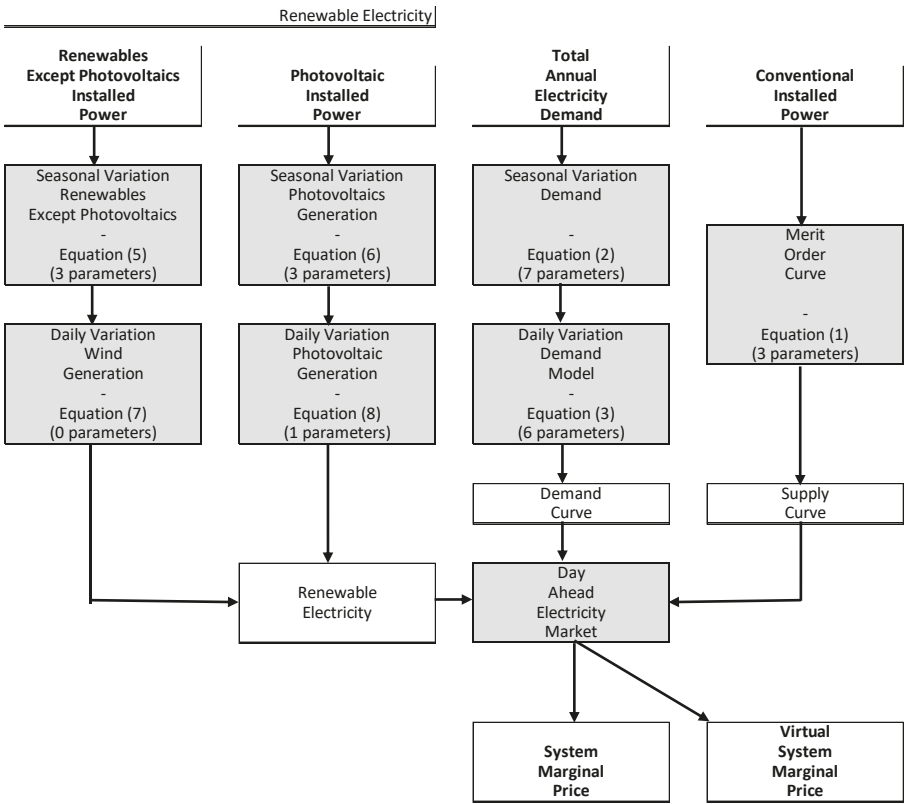 Renewable Electricity
Renewables
Except Photovoltaics
Installed
Power
Photovoltaic
Installed
Power
Total
Annual
Electricity
Demand
Conventional
Installed
Power
Seasonal Variation
Renewables
Except Photovoltaics
-
Equation (5)
(3 parameters)
Seasonal Variation
Photovoltaics
Generation
-
Equation (6)
(3 parameters)
Seasonal Variation
Demand
-
Equation (2)
(7 parameters)
Merit
Order
Curve
-
Equation (1)
(3 parameters)
Daily Variation
Wind
Generation
-
Equation (7)
(0 parameters)
Daily Variation
Photovoltaic
Generation
-
Equation (8)
(1 parameters)
Daily Variation
Demand
Model
-
Equation (3)
(6 parameters)
Demand
Curve
Supply
Curve
Renewable
Electricity
Day
Ahead
Electricity
Market
System
Marginal
Price
Virtual
System
Marginal
Price